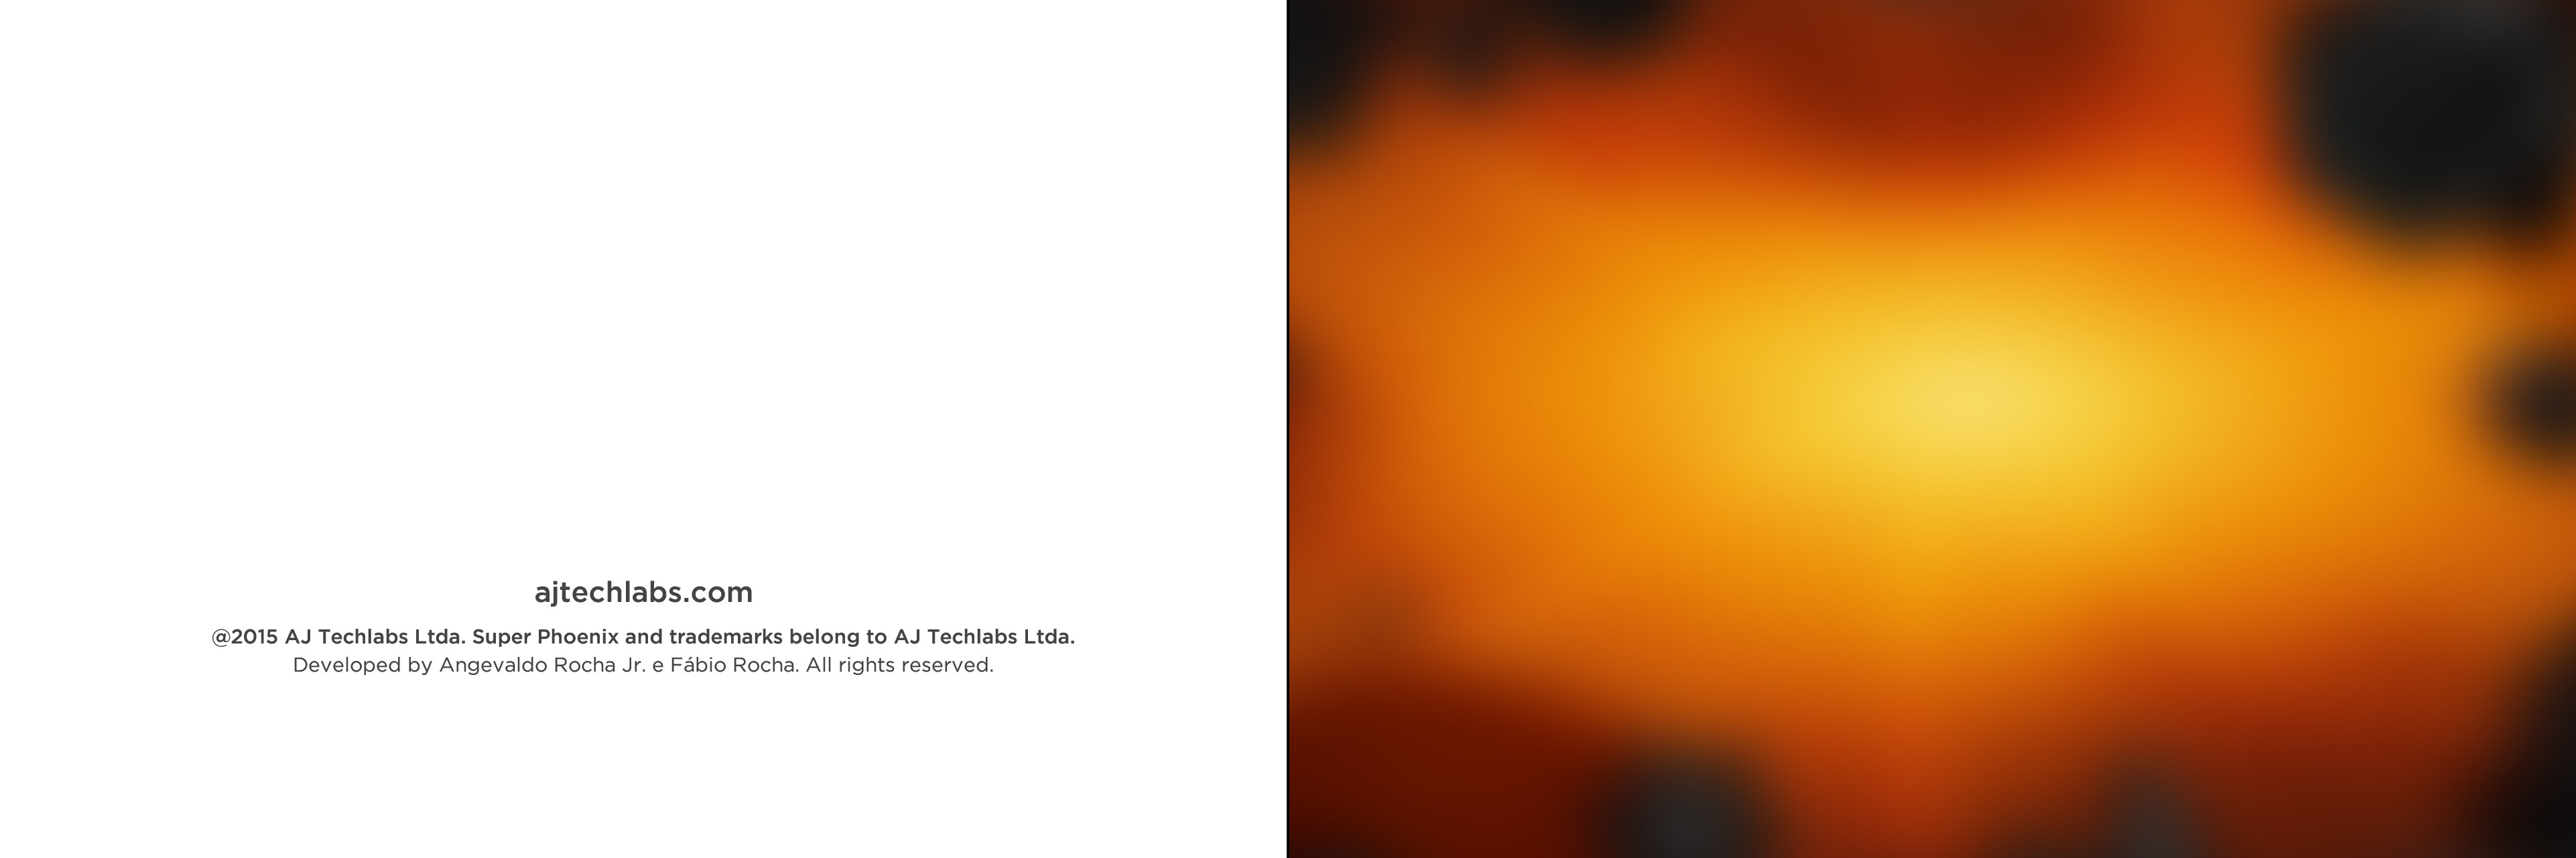 ajtechlabs.com
@2015 AJ Techlabs Ltda. Super Phoenix and trademarks belong to AJ Techlabs Ltda.
Developed by Angevaldo Rocha Jr. e Fábio Rocha. All rights reserved.